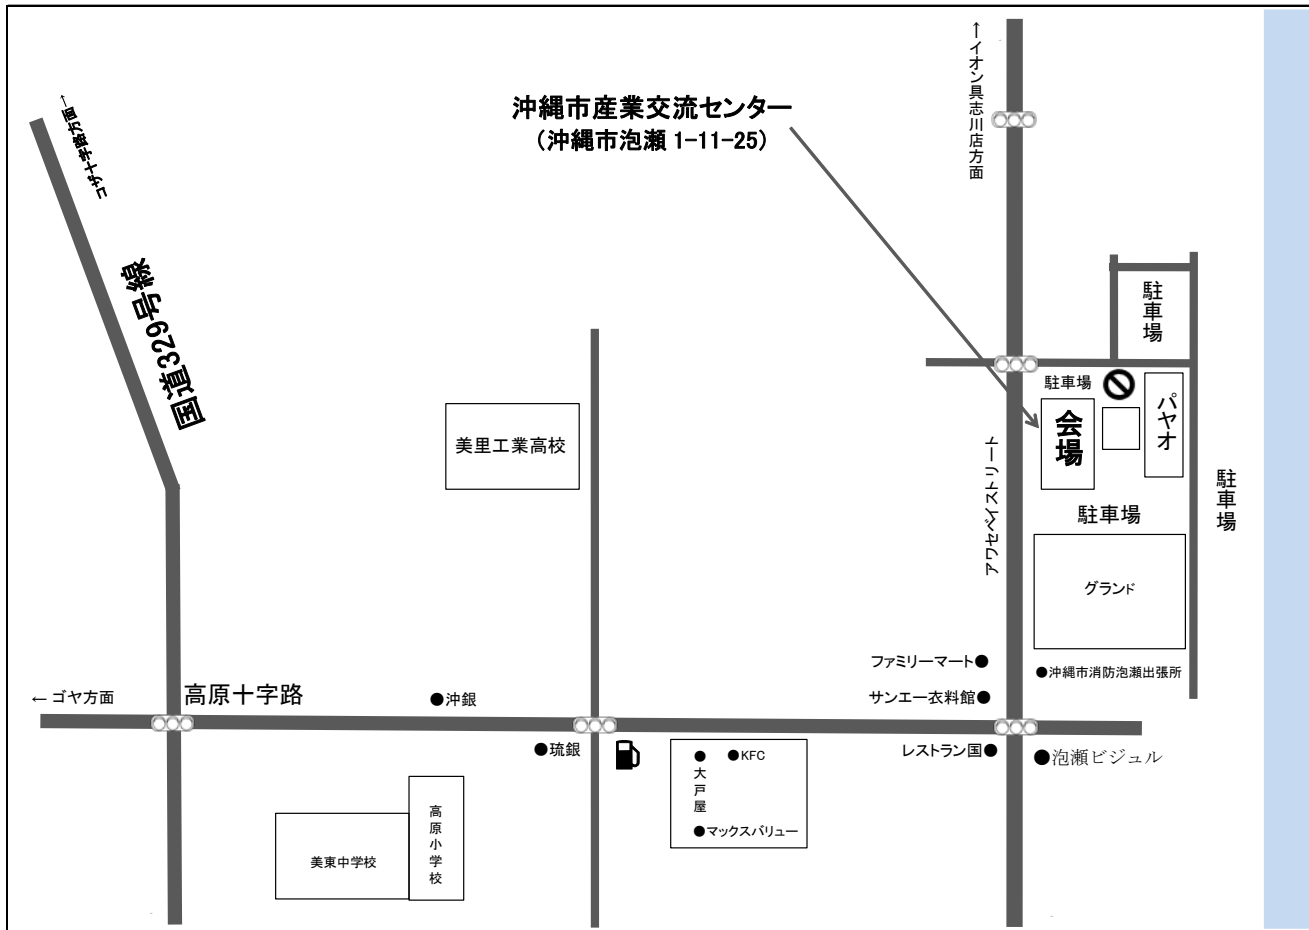 ←イオン具志川店方面
沖縄市産業交流センター
（沖縄市泡瀬 1-11-25）
コザ十字路方面→
国道329号線
駐車場
駐車場
会場
パヤオ
美里工業高校
アワセベイストリート
駐車場
駐車場
グランド
ファミリーマート●
●沖縄市消防泡瀬出張所
サンエー衣料館●
← ゴヤ方面
高原十字路
●沖銀
●琉銀
レストラン国●
●泡瀬ビジュル
●大戸屋
●KFC
●マックスバリュー
高原小学校
美東中学校